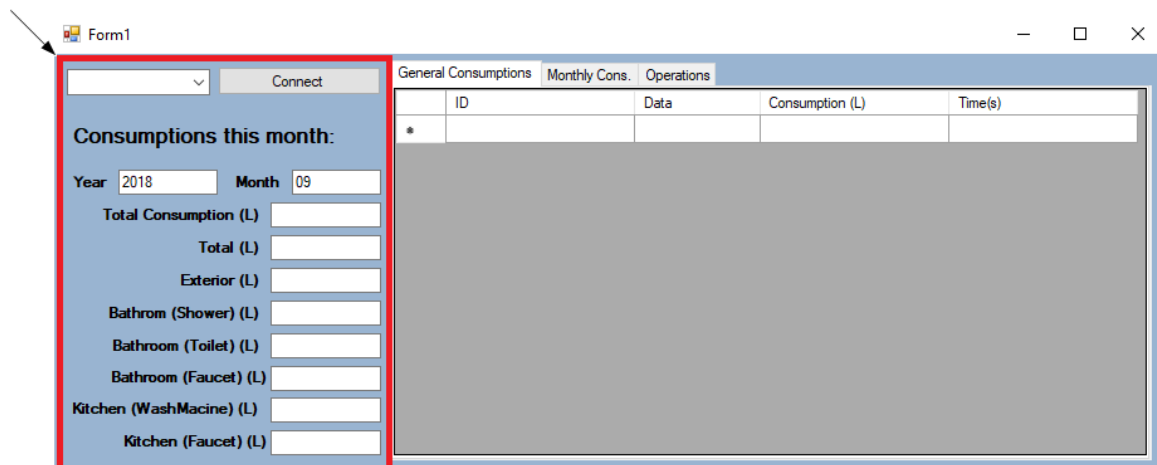 Form1
Connect
Consumptions this month:
Year 2018 Month 09
Total Consumption (L)
Total (L)
Exterior (L)
Bathrom (Shower) (L)
Bathroom (Toilet) (L)
Bathroom (Faucet) (L)
Kitchen (WashMacine) (L)
Kitchen (Faucet) (L)
General Consumptions Monthly Cons. Operations
ID Data Consumption (L) Time(s)
*